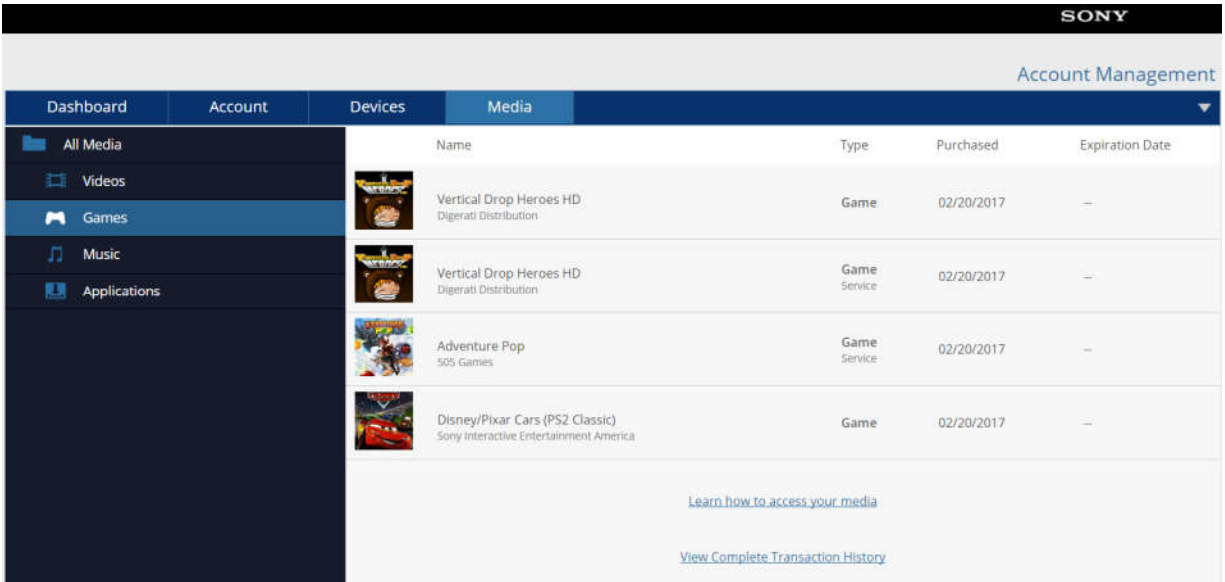 SONY
Account Management
Dashboard Account Devices Media
All Media
Videos
Games
Music
Applications
Name Type Purchased Expiration Date
Vertical Drop Heroes HD Game 02/20/2017 --
Digerati Distribution
Vertical Drop Heroes HD Game 02/20/2017 --
Digerati Distribution Service
Adventure Pop Game 02/20/2017 --
505 Games Service
Disney/Pixar Cars (PS2 Classic) Game 02/20/2017 --
Sony Interactive Entertainment America
Learn how to access your media
View Complete Transaction History